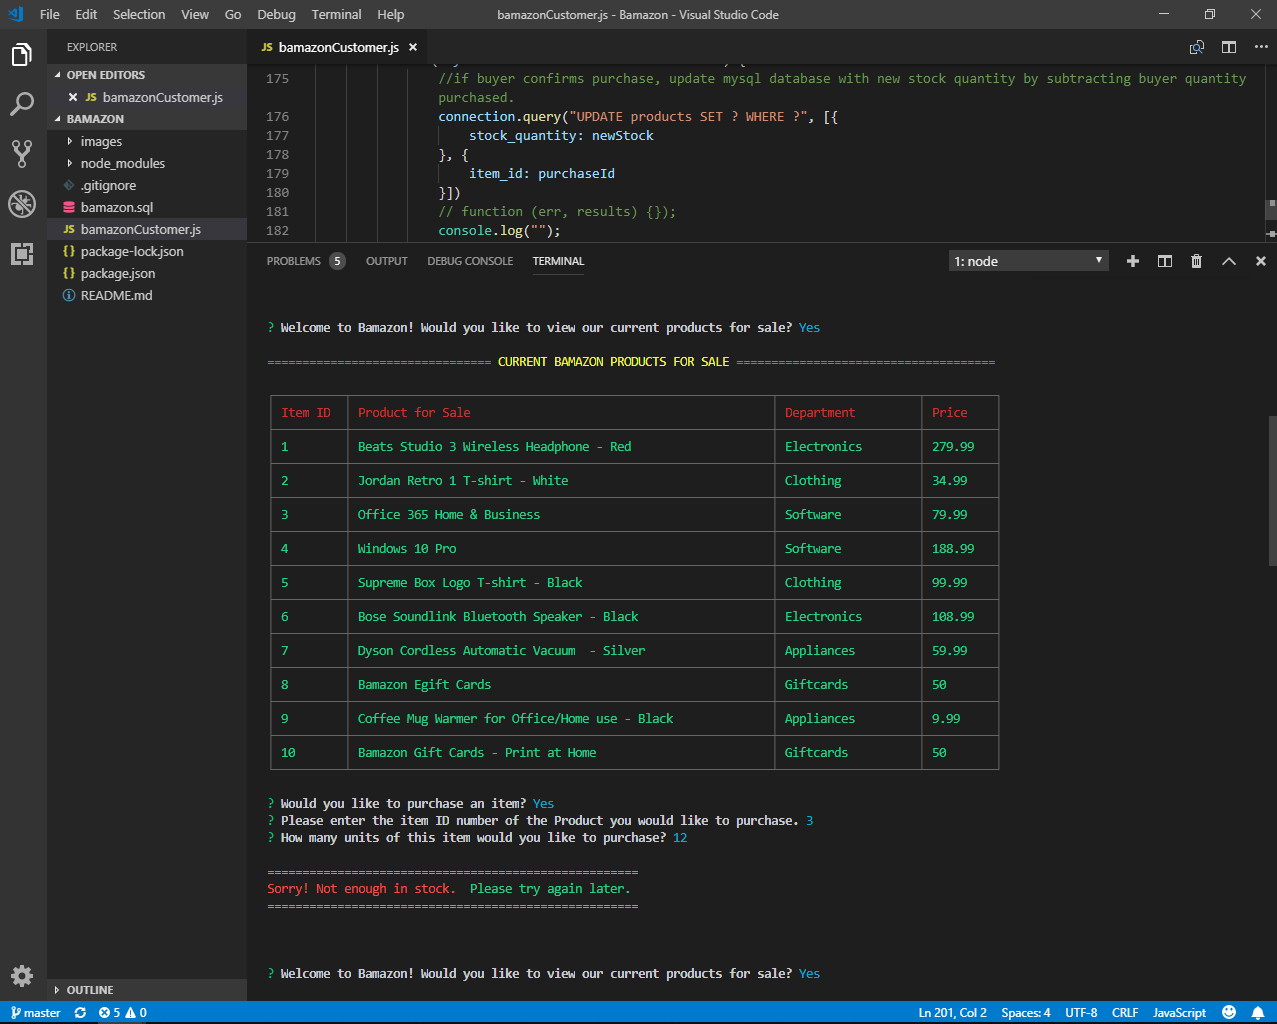 File Edit Selection View Go Debug Terminal Help bamazonCustomer.js - Bamazon - Visual Studio Code
EXPLORER
OPEN EDITORS
JS bamazonCustomer.js
BAMAZON
images
node_modules
.gitignore
bamazon.sql
JS bamazonCustomer.js
{} package-lock.json
{} package.json
README.md
OUTLINE
JS bamazonCustomer.js
175 //if buyer confirms purchase, update mysql database with new stock quantity by subtracting buyer quantity
purchased.
176 connection.query("UPDATE products SET ? WHERE ?", [{
177 stock_quantity: newStock
178 }, {
179 item_id: purchaseId
180 }])
181 // function (err, results) {});
182 console.log("");
PROBLEMS 5 OUTPUT DEBUG CONSOLE TERMINAL 1: node
? Welcome to Bamazon! Would you like to view our current products for sale? Yes
================================ CURRENT BAMAZON PRODUCTS FOR SALE =====================================
Item ID Product for Sale Department Price
1 Beats Studio 3 Wireless Headphone - Red Electronics 279.99
2 Jordan Retro 1 T-shirt - White Clothing 34.99
3 Office 365 Home & Business Software 79.99
4 Windows 10 Pro Software 188.99
5 Supreme Box Logo T-shirt - Black Clothing 99.99
6 Bose Soundlink Bluetooth Speaker - Black Electronics 108.99
7 Dyson Cordless Automatic Vacuum  - Silver Appliances 59.99
8 Bamazon Egift Cards Giftcards 50
9 Coffee Mug Warmer for Office/Home use - Black Appliances 9.99
10 Bamazon Gift Cards - Print at Home Giftcards 50
? Would you like to purchase an item? Yes
? Please enter the item ID number of the Product you would like to purchase. 3
? How many units of this item would you like to purchase? 12
=====================================================
Sorry! Not enough in stock.  Please try again later.
=====================================================
? Welcome to Bamazon! Would you like to view our current products for sale? Yes
master 5 0 Ln 201, Col 2 Spaces: 4 UTF-8 CRLF JavaScript